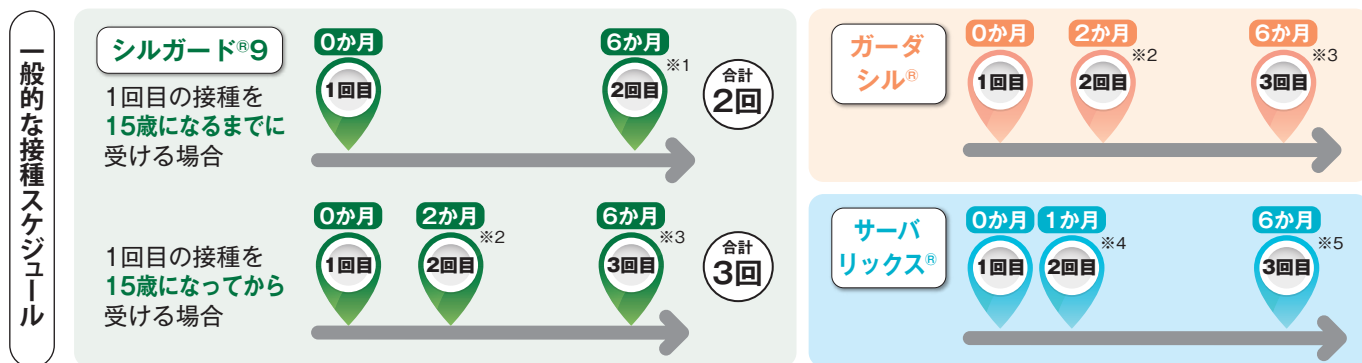 一般的な接種スケジュール
シルガード®9
1回目の接種を
15歳になるまでに
受ける場合
0か月
1回目
6か月
※1
2回目
合計
2回
1回目の接種を
15歳になってから
受ける場合
0か月
1回目
2か月
※2
2回目
6か月
※3
3回目
合計
3回
ガーダ
シル®
0か月
1回目
2か月
※2
2回目
6か月
※3
3回目
サーバ
リックス®
0か月
1回目
1か月
※4
2回目
6か月
※5
3回目